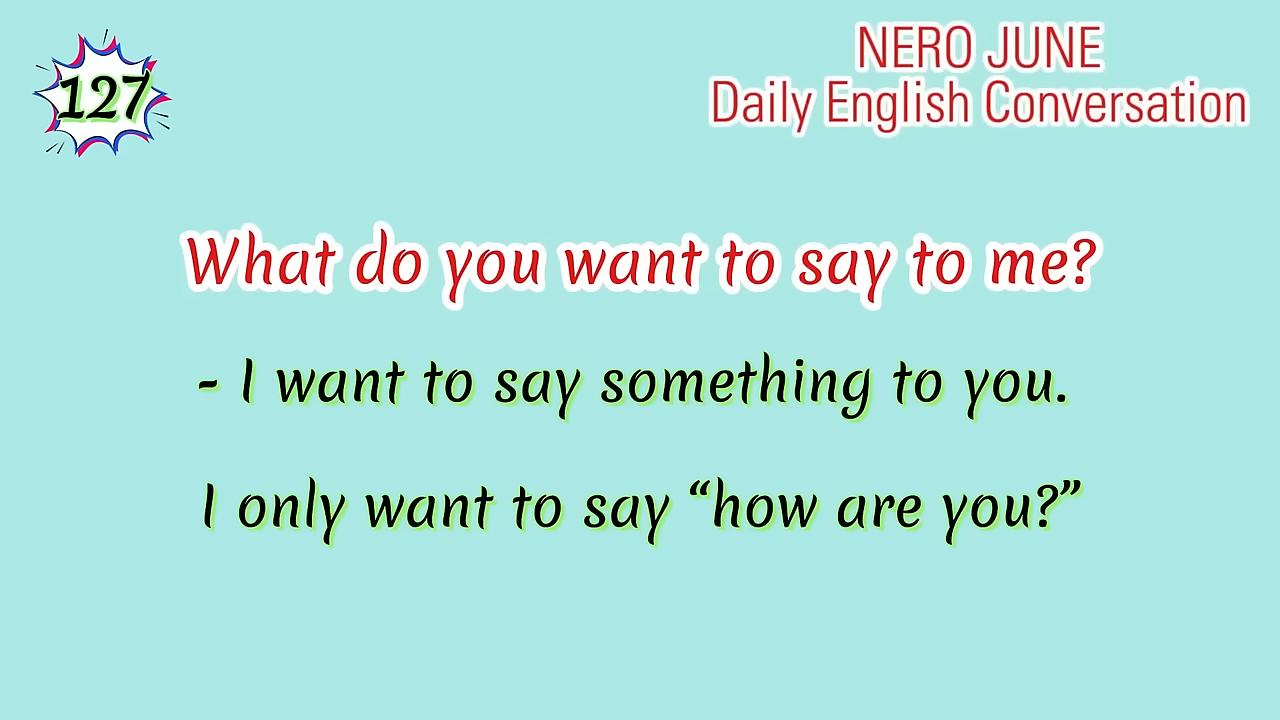 127
NERO JUNE
Daily English Conversation
What do you want to say to me?
- I want to say something to you.
I only want to say “how are you?”